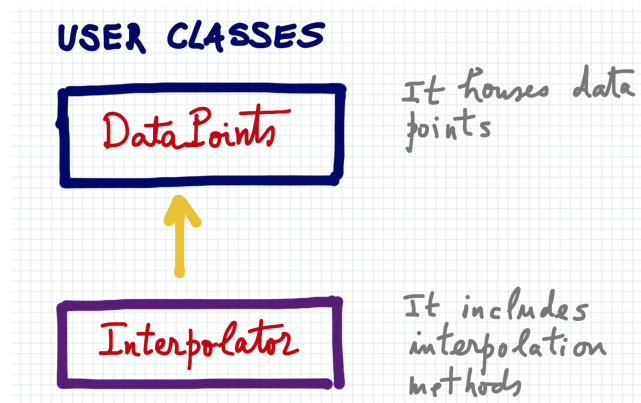 USER CLASSES
DataPoints
It houses data
points
Interpolator
It includes
interpolation
methods